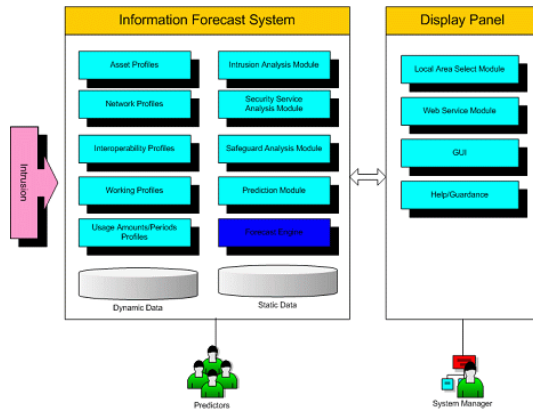 Information Forecast System
Display Panel
Asset Profiles
Intrusion Analysis Module
Local Area Select Module
Network Profiles
Security Service
Analysis Module
Web Service Module
Intrusion
Interoperability Profiles
Safeguard Analysis Module
GUI
Working Profiles
Prediction Module
Help/Guardance
Usage Amounts/Periods
Profiles
Forecast Engine
Dynamic Data
Static Data
Predictors
System Manager